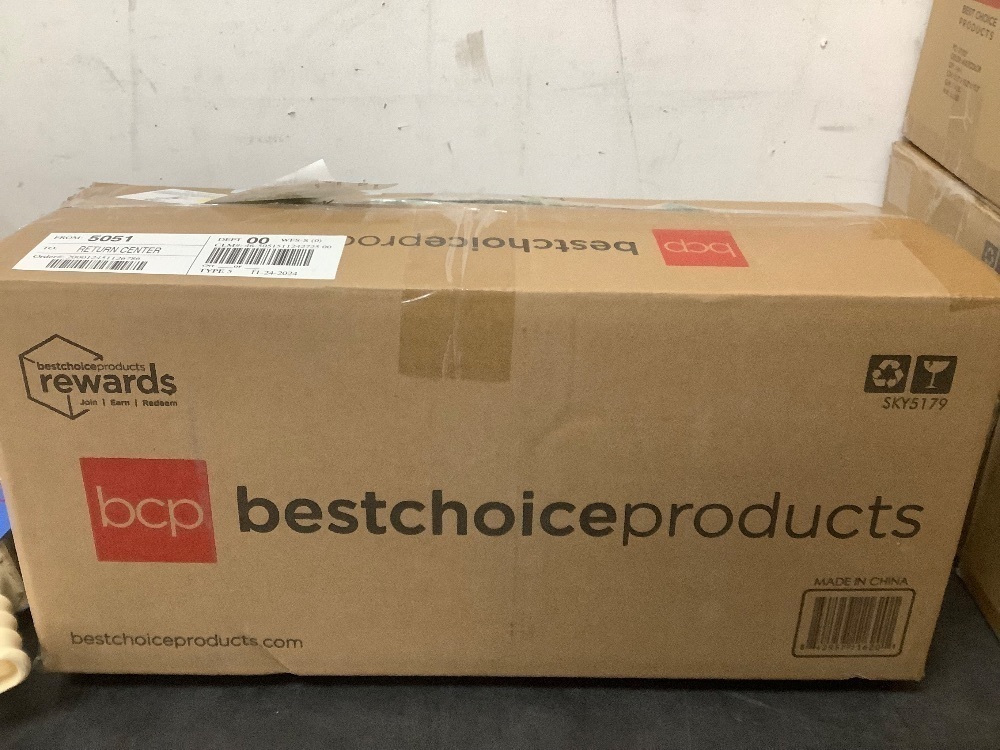 FROM: 5051
TO: RETURN CENTER
DEPT 00
TYPE 5 11-24-2024
bestchoiceproc
bcp
bestchoiceproducts
rewards
Join | Earn | Redeem
SKY5179
bcp bestchoiceproducts
MADE IN CHINA
bestchoiceproducts.com
BEST CHOICE
PRODUCTS